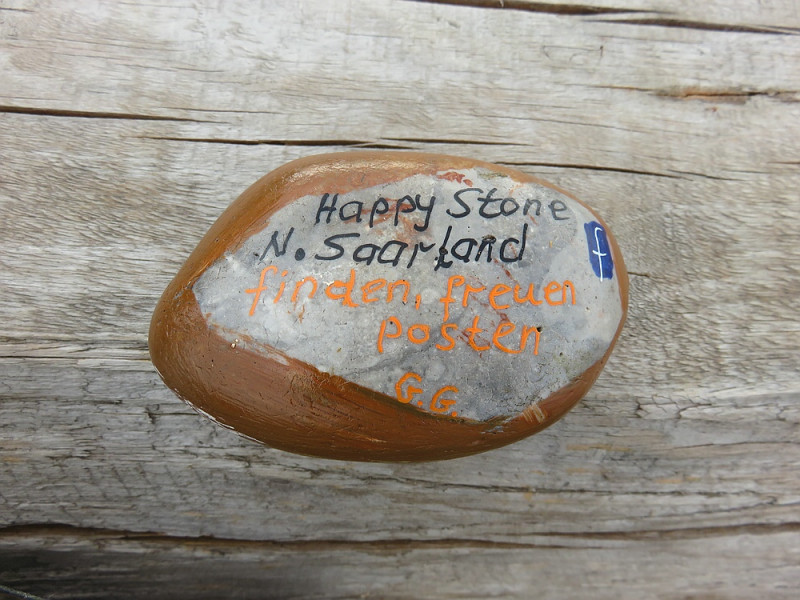 Happy Stone
N. Saarland
f
finden, freuen
posten
G.G.